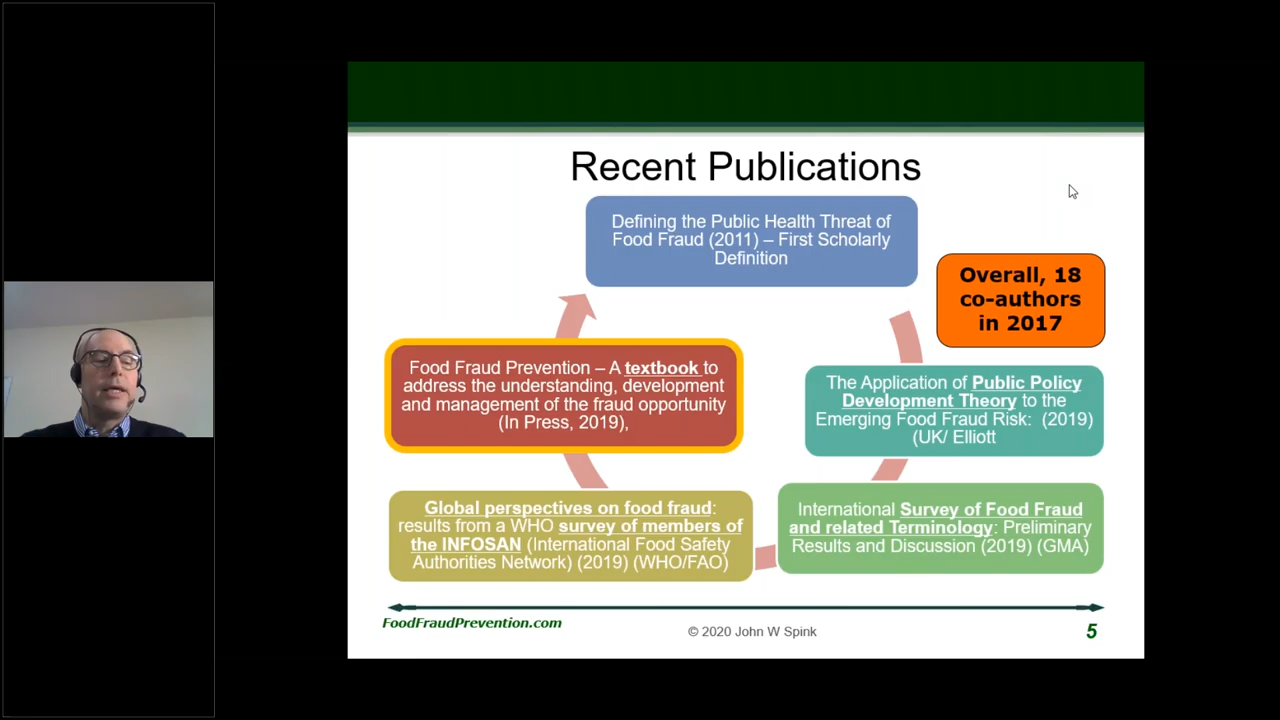 Recent Publications
Defining the Public Health Threat of
Food Fraud (2011) – First Scholarly
Definition
Overall, 18
co-authors
in 2017
The Application of Public Policy
Development Theory to the
Emerging Food Fraud Risk:  (2019)
(UK/ Elliott
International Survey of Food Fraud
and related Terminology: Preliminary
Results and Discussion (2019) (GMA)
Global perspectives on food fraud:
results from a WHO survey of members of
the INFOSAN (International Food Safety
Authorities Network) (2019) (WHO/FAO)
Food Fraud Prevention – A textbook to
address the understanding, development
and management of the fraud opportunity
(In Press, 2019),
FoodFraudPrevention.com
© 2020 John W Spink
5